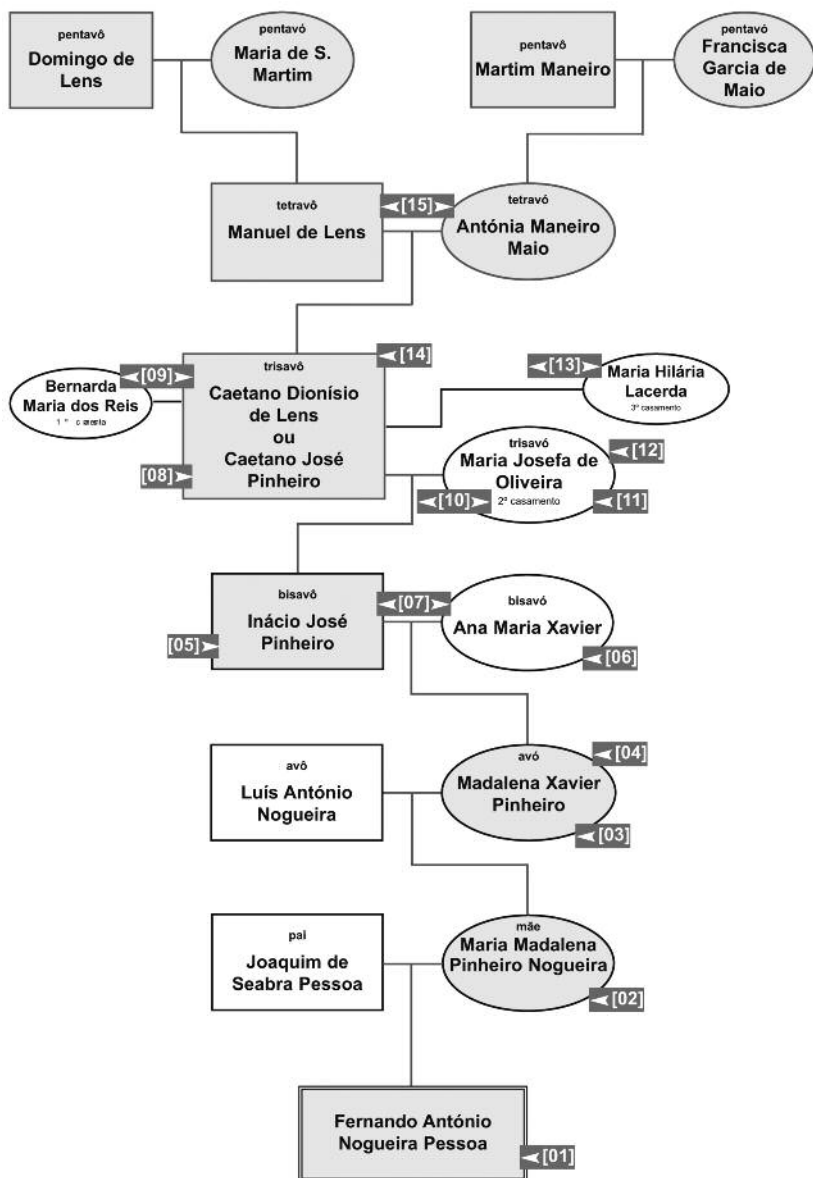 pentavô
Domingo de
Lens
pentavó
Maria de S.
Martim
pentavô
Martim Maneiro
pentavó
Francisca
Garcia de
Maio
tetravô
Manuel de Lens
[15]
tetravó
Antónia Maneiro
Maio
Bernarda
Maria dos Reis
[09]
trisavô
Caetano Dionísio
de Lens
ou
Caetano José
Pinheiro
[14]
[08]
[13]
Maria Hilária
Lacerda
3º casamento
trisavó
Maria Josefa de
Oliveira
2º casamento
[12]
[10]
[11]
bisavô
Inácio José
Pinheiro
[05]
[07]
bisavó
Ana Maria Xavier
[06]
avô
Luís António
Nogueira
avó
Madalena Xavier
Pinheiro
[04]
[03]
pai
Joaquim de
Seabra Pessoa
mãe
Maria Madalena
Pinheiro Nogueira
[02]
Fernando António
Nogueira Pessoa
[01]